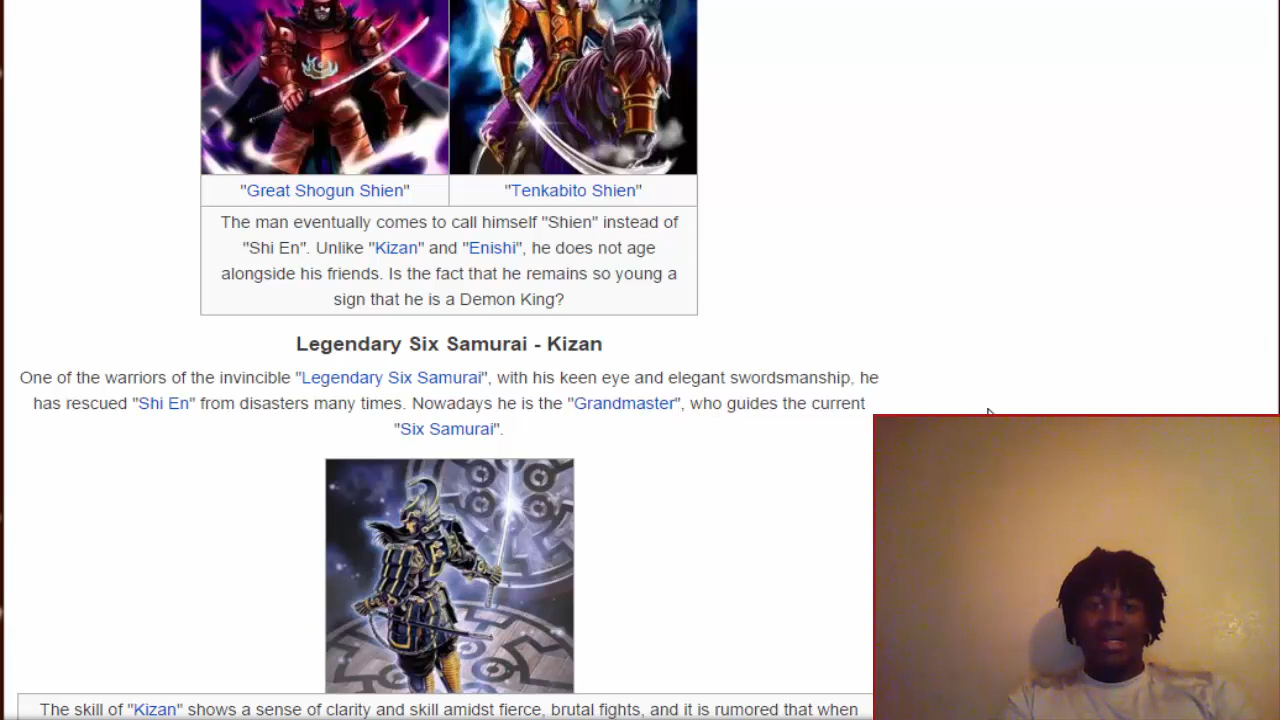 "Great Shogun Shien"
"Tenkabito Shien"
The man eventually comes to call himself "Shien" instead of
"Shi En". Unlike "Kizan" and "Enishi", he does not age
alongside his friends. Is the fact that he remains so young a
sign that he is a Demon King?
Legendary Six Samurai - Kizan
One of the warriors of the invincible "Legendary Six Samurai", with his keen eye and elegant swordsmanship, he
has rescued "Shi En" from disasters many times. Nowadays he is the "Grandmaster", who guides the current
"Six Samurai".
The skill of "Kizan" shows a sense of clarity and skill amidst fierce, brutal fights, and it is rumored that when